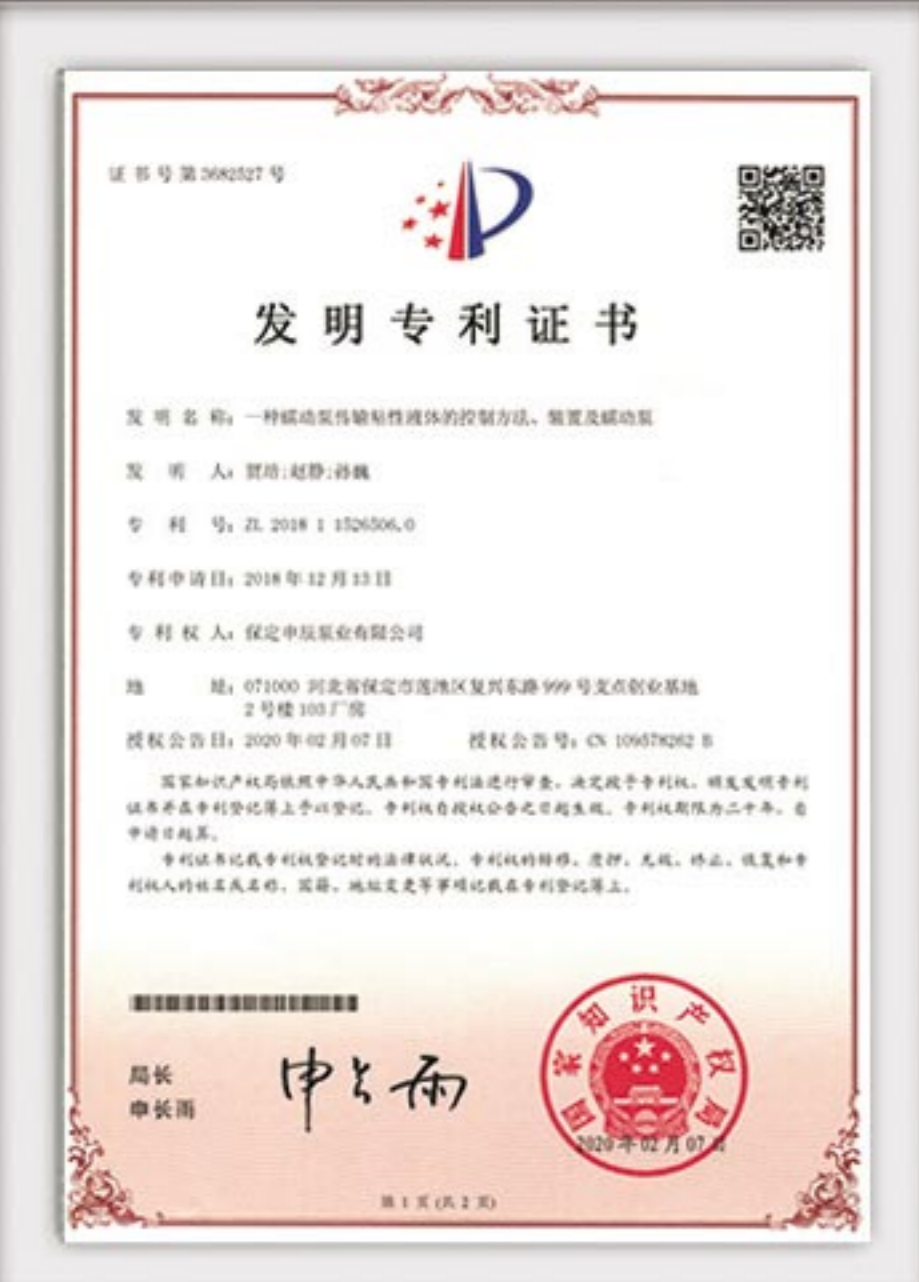 证书号第3682527号
发明专利证书
发明名称：一种蠕动泵传输粘性液体的控制方法、装置及蠕动泵
发明人：贾培;赵静;孙巍
专利号：ZL 2018 1 1526506.0
专利申请日：2018年12月13日
专利权人：保定申辰泵业有限公司
地址：071000 河北省保定市莲池区复兴东路999号支点创业基地
2号楼103厂房
授权公告日：2020年02月07日 授权公告号：CN 109578262 B
国家知识产权局依照中华人民共和国专利法进行审查，决定授予专利权，颁发发明专利
证书并在专利登记簿上予以登记。专利权自授权公告之日起生效。专利权期限为二十年，自
申请日起算。
专利证书记载专利权登记时的法律状况。专利权的转移、质押、无效、终止、恢复和专
利权人的姓名或名称、国籍、地址变更等事项记载在专利登记簿上。
局长
申长雨
申长雨
国家知识产权局
2020年02月07日
第1页(共2页)